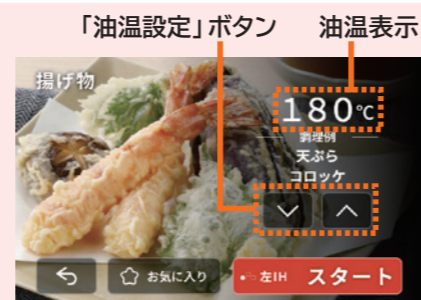 「油温設定」ボタン 油温表示
揚げ物
180℃
調理例
天ぷら
コロッケ
お気に入り
左IH スタート